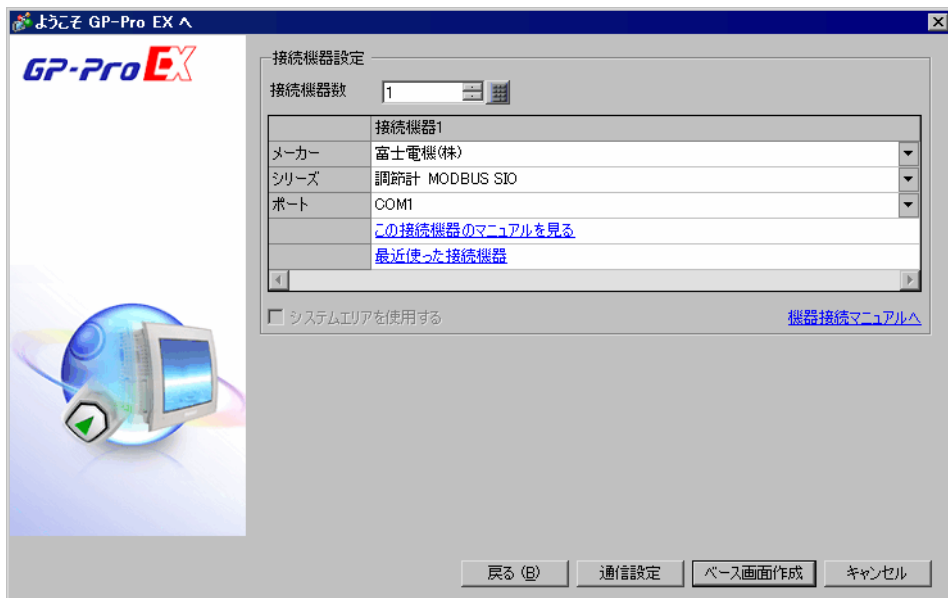 ようこそ GP-Pro EX へ
GP-Pro EX
接続機器設定
接続機器数 1
接続機器1
メーカー 富士電機(株)
シリーズ 調節計 MODBUS SIO
ポート COM1
この接続機器のマニュアルを見る
最近使った接続機器
システムエリアを使用する 機器接続マニュアルへ
戻る (B) 通信設定 ベース画面作成 キャンセル